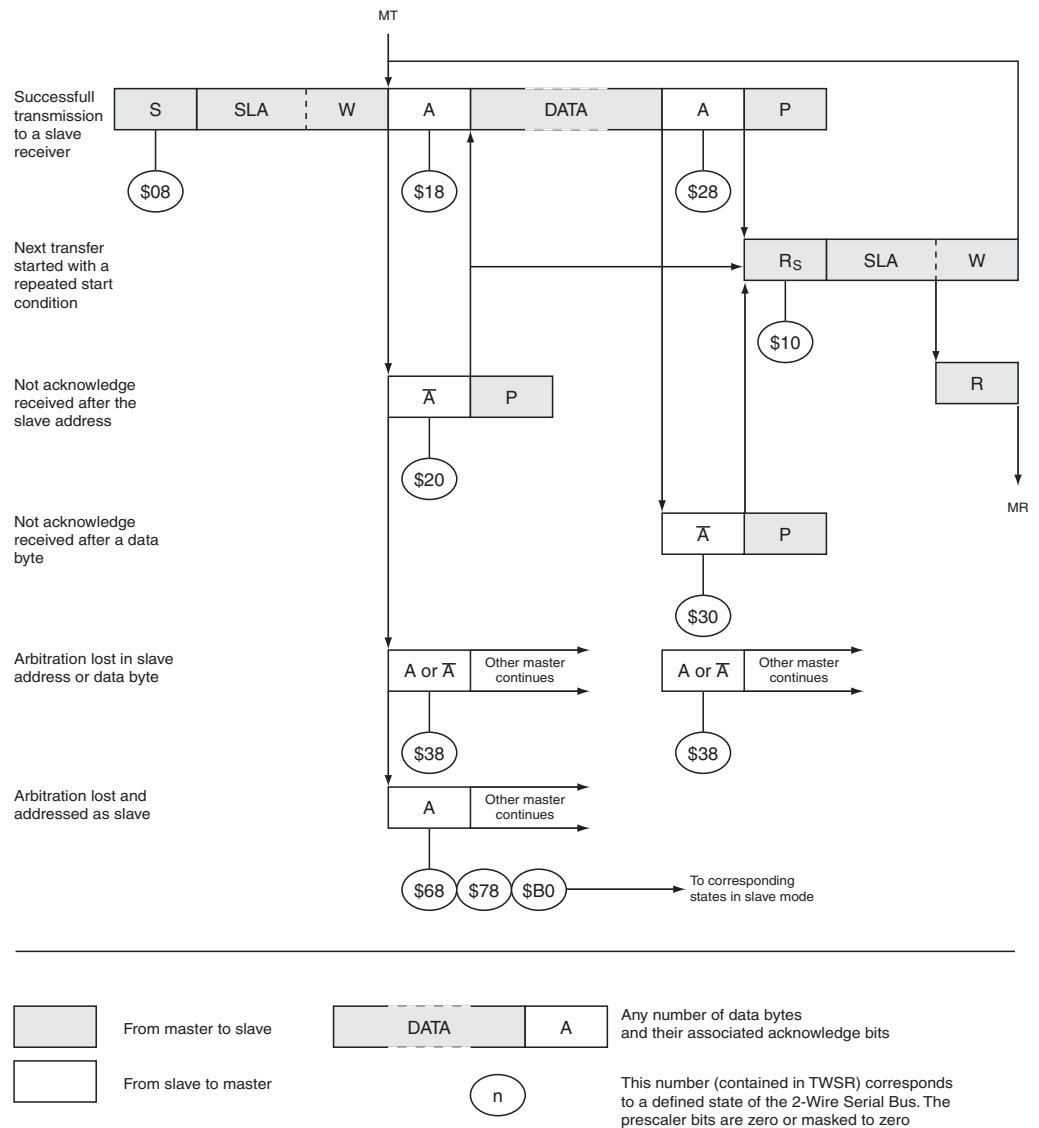 MT
Successfull
transmission
to a slave
receiver
S SLA W A DATA A P
$08 $18 $28
Next transfer
started with a
repeated start
condition
RS SLA W
$10
Not acknowledge
received after the
slave address
A̅ P
R
$20
MR
Not acknowledge
received after a data
byte
A̅ P
$30
Arbitration lost in slave
address or data byte
A or A̅
Other master
continues
A or A̅
Other master
continues
$38 $38
Arbitration lost and
addressed as slave
A
Other master
continues
$68 $78 $B0
To corresponding
states in slave mode
From master to slave
DATA A
Any number of data bytes
and their associated acknowledge bits
From slave to master
n
This number (contained in TWSR) corresponds
to a defined state of the 2-Wire Serial Bus. The
prescaler bits are zero or masked to zero